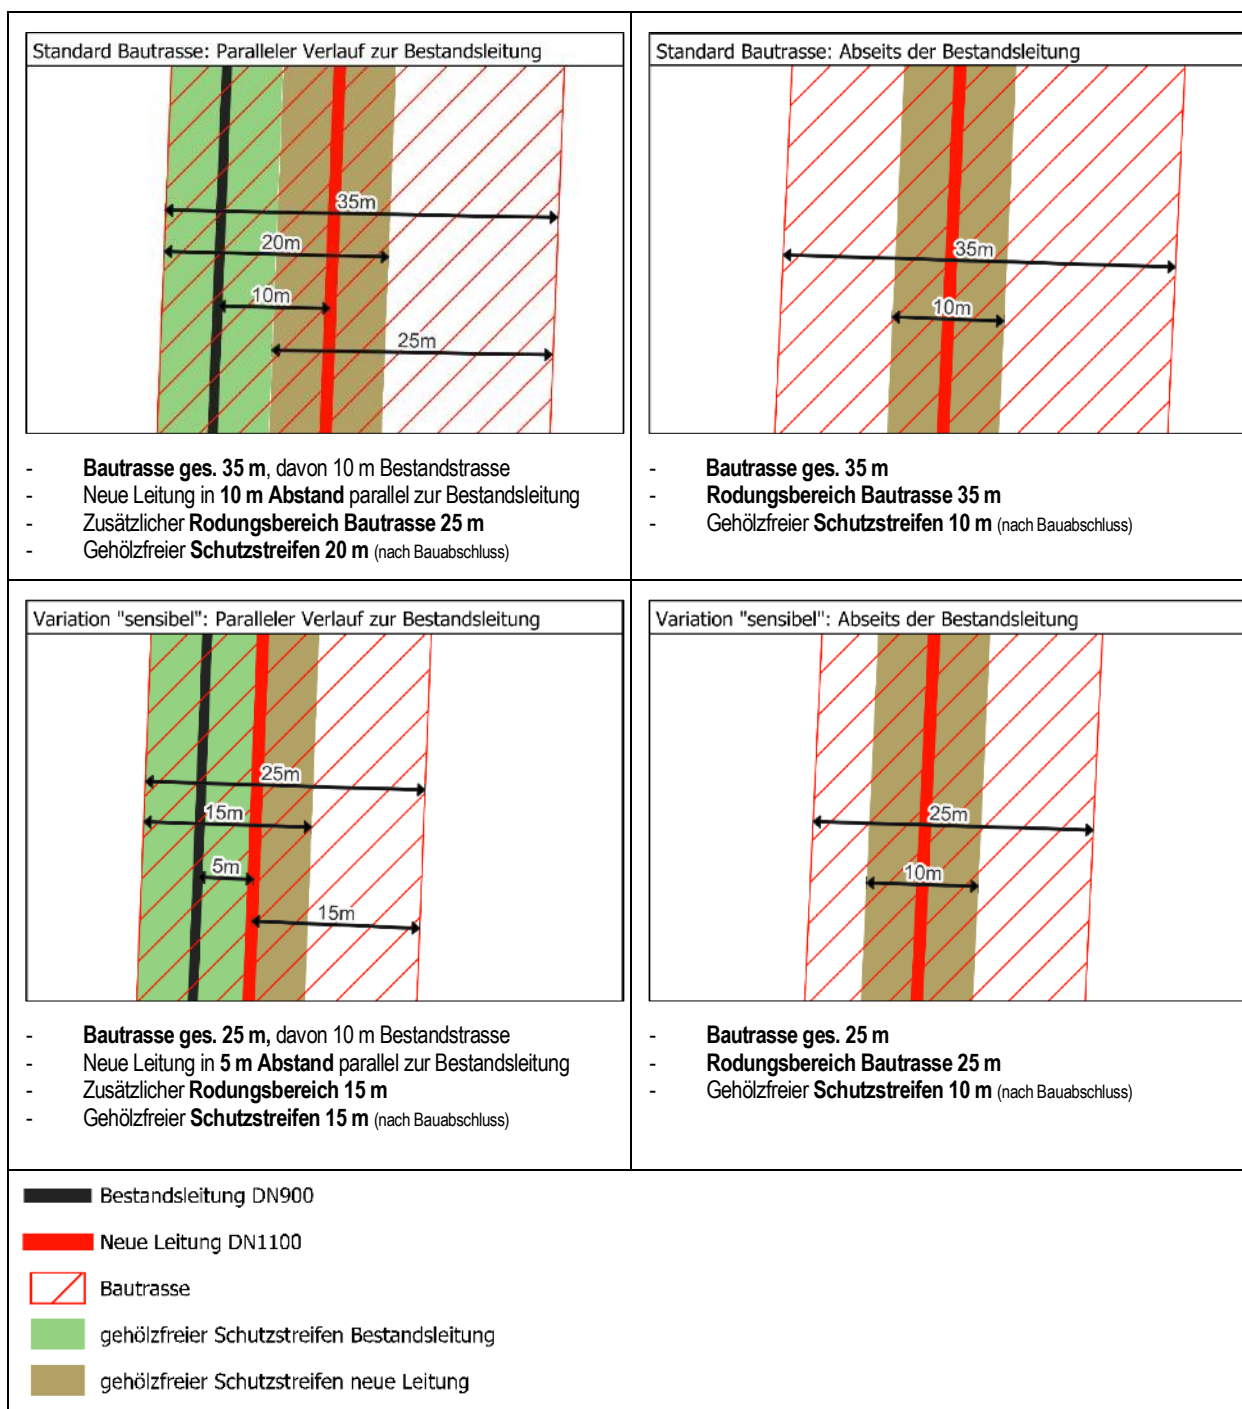 Standard Bautrasse: Paralleler Verlauf zur Bestandsleitung
35m
20m
10m
25m
- Bautrasse ges. 35 m, davon 10 m Bestandstrasse
- Neue Leitung in 10 m Abstand parallel zur Bestandsleitung
- Zusätzlicher Rodungsbereich Bautrasse 25 m
- Gehölzfreier Schutzstreifen 20 m (nach Bauabschluss)
Standard Bautrasse: Abseits der Bestandsleitung
35m
10m
- Bautrasse ges. 35 m
- Rodungsbereich Bautrasse 35 m
- Gehölzfreier Schutzstreifen 10 m (nach Bauabschluss)
Variation "sensibel": Paralleler Verlauf zur Bestandsleitung
25m
15m
5m
15m
- Bautrasse ges. 25 m, davon 10 m Bestandstrasse
- Neue Leitung in 5 m Abstand parallel zur Bestandsleitung
- Zusätzlicher Rodungsbereich 15 m
- Gehölzfreier Schutzstreifen 15 m (nach Bauabschluss)
Variation "sensibel": Abseits der Bestandsleitung
25m
10m
- Bautrasse ges. 25 m
- Rodungsbereich Bautrasse 25 m
- Gehölzfreier Schutzstreifen 10 m (nach Bauabschluss)
Bestandsleitung DN900
Neue Leitung DN1100
Bautrasse
gehölzfreier Schutzstreifen Bestandsleitung
gehölzfreier Schutzstreifen neue Leitung